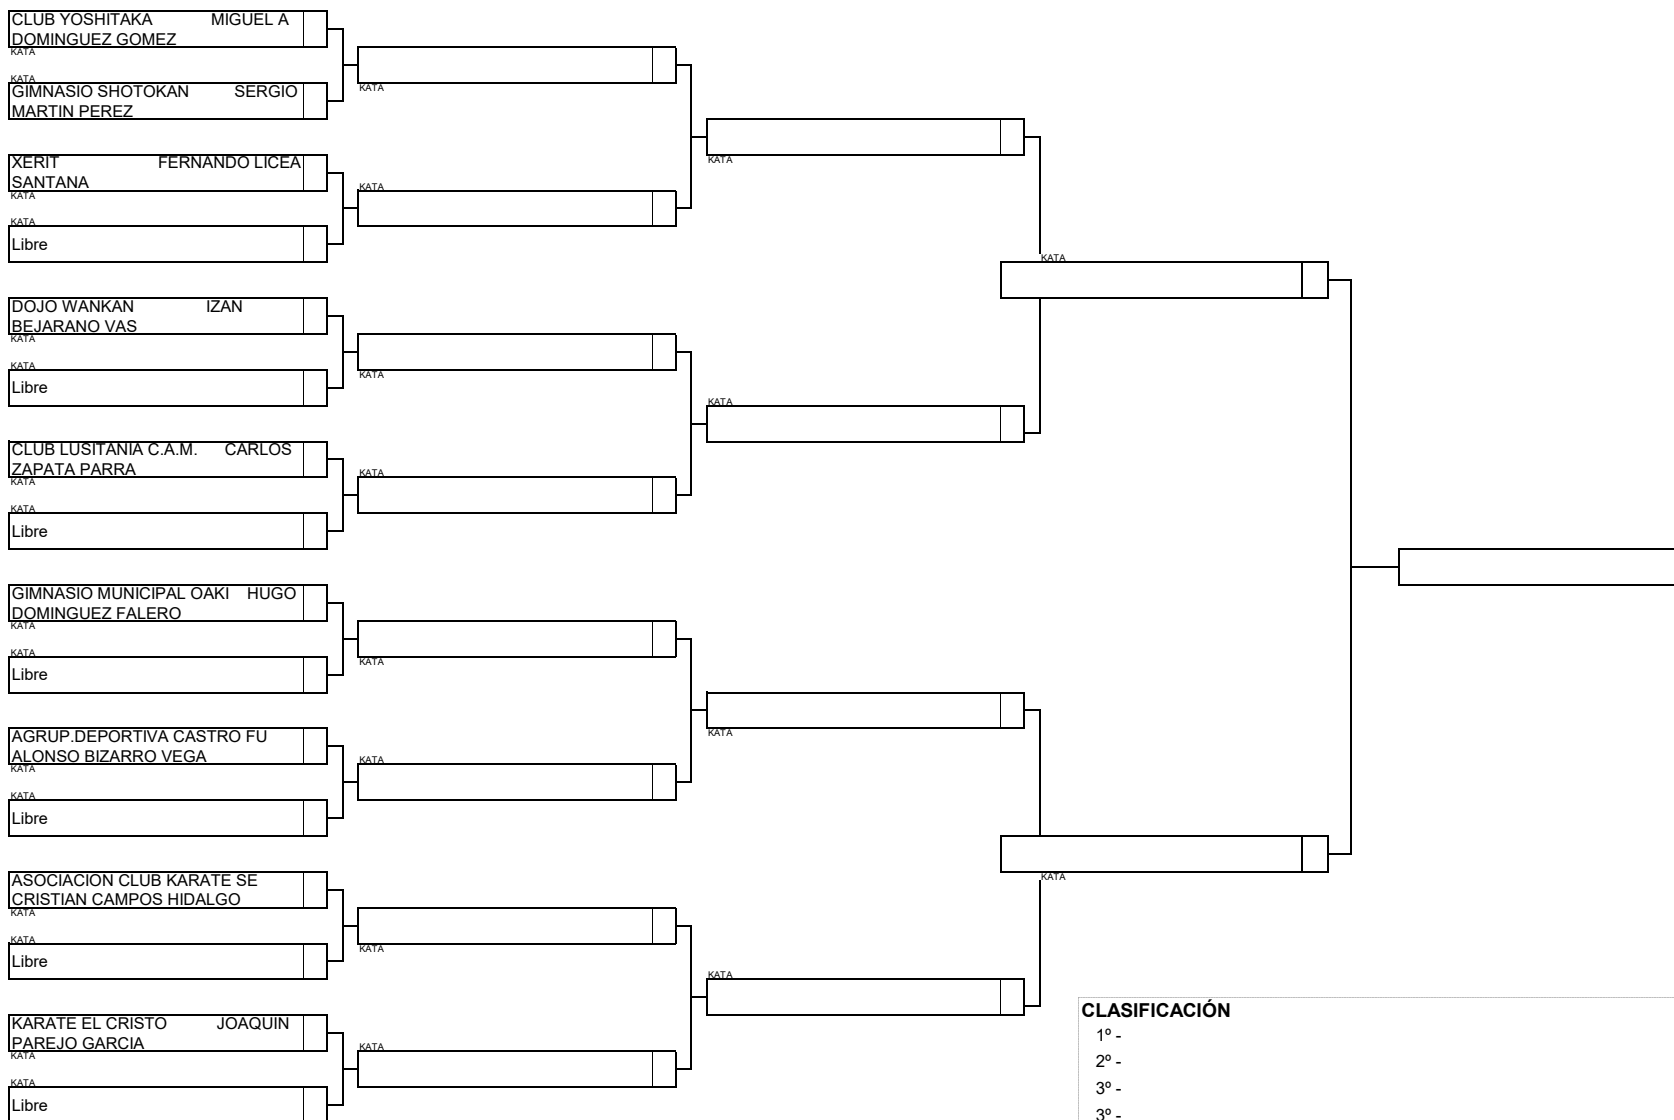 CLUB YOSHITAKA MIGUEL A
DOMINGUEZ GOMEZ
KATA
KATA
GIMNASIO SHOTOKAN SERGIO
MARTIN PEREZ
XERIT FERNANDO LICEA
SANTANA
KATA
KATA
Libre
DOJO WANKAN IZAN
BEJARANO VAS
KATA
KATA
Libre
CLUB LUSITANIA C.A.M. CARLOS
ZAPATA PARRA
KATA
KATA
Libre
GIMNASIO MUNICIPAL OAKI HUGO
DOMINGUEZ FALERO
KATA
KATA
Libre
AGRUP.DEPORTIVA CASTRO FU
ALONSO BIZARRO VEGA
KATA
KATA
Libre
ASOCIACION CLUB KARATE SE
CRISTIAN CAMPOS HIDALGO
KATA
KATA
Libre
KARATE EL CRISTO JOAQUIN
PAREJO GARCIA
KATA
KATA
Libre
KATA
KATA
KATA
KATA
KATA
KATA
KATA
KATA
KATA
KATA
KATA
KATA
KATA
KATA
CLASIFICACIÓN
1º -
2º -
3º -
3º -